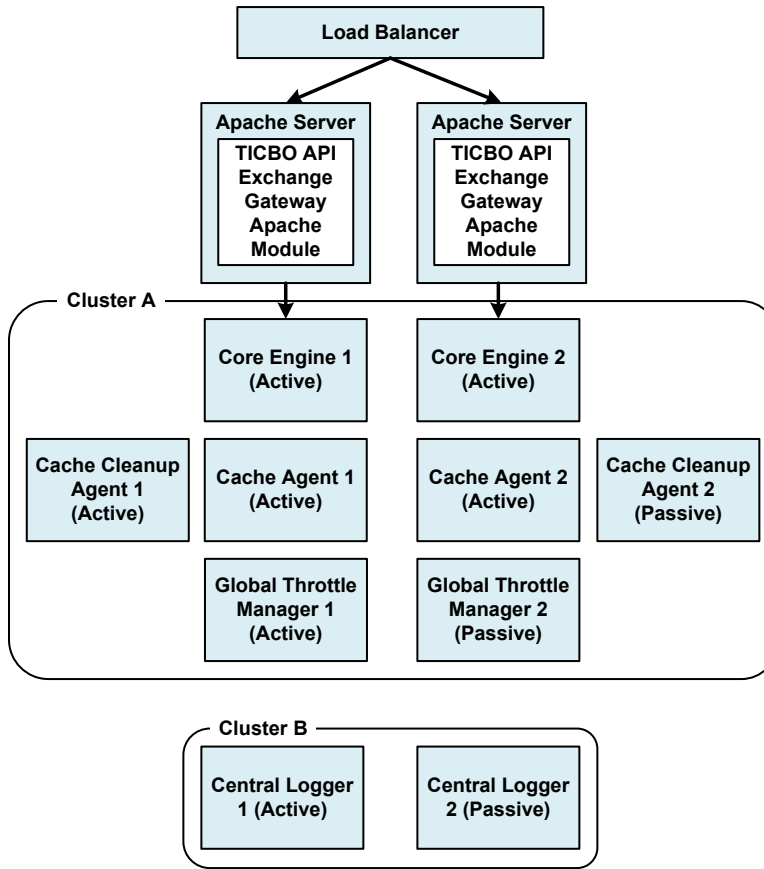 Load Balancer
Apache Server
TICBO API
Exchange
Gateway
Apache
Module
Apache Server
TICBO API
Exchange
Gateway
Apache
Module
Cluster A
Core Engine 1
(Active)
Core Engine 2
(Active)
Cache Cleanup
Agent 1
(Active)
Cache Agent 1
(Active)
Cache Agent 2
(Active)
Cache Cleanup
Agent 2
(Passive)
Global Throttle
Manager 1
(Active)
Global Throttle
Manager 2
(Passive)
Cluster B
Central Logger
1 (Active)
Central Logger
2 (Passive)